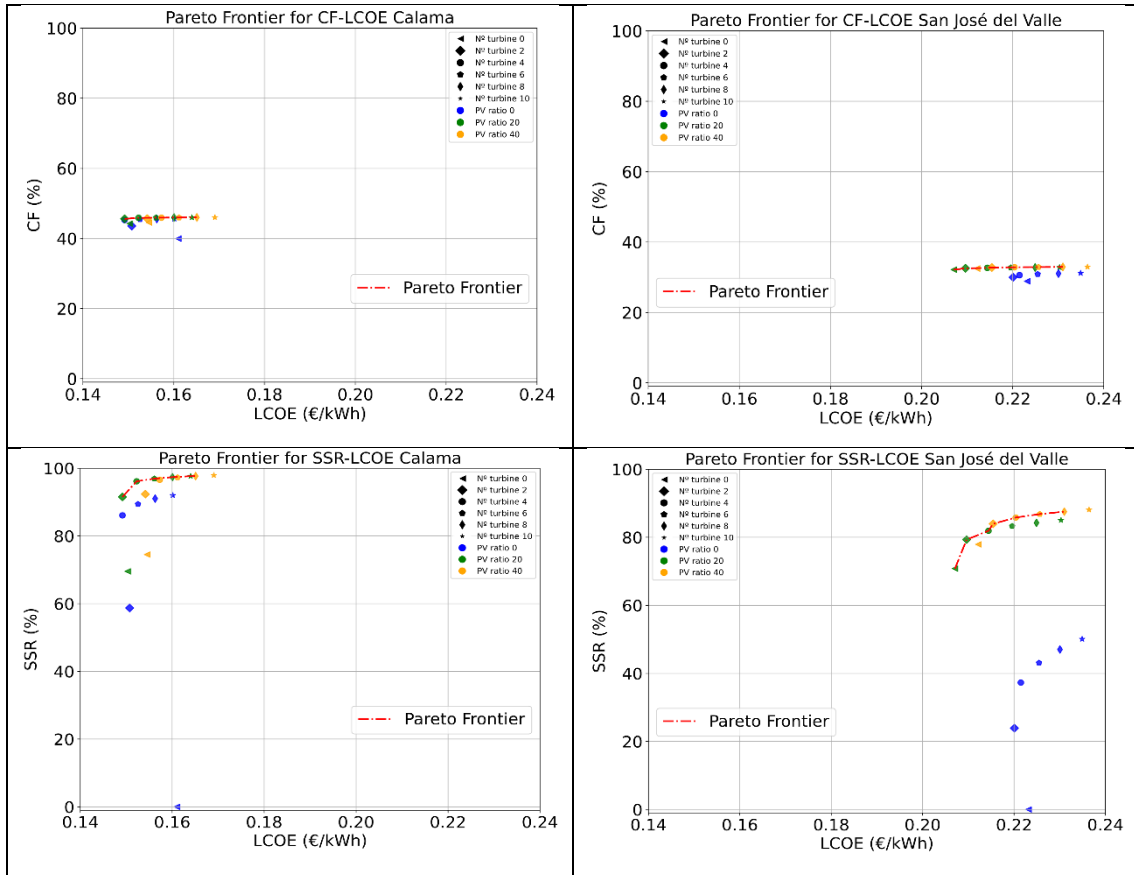 Pareto Frontier for CF-LCOE Calama
100
80
60
40
20
0
CF (%)
Nº turbine 0
Nº turbine 2
Nº turbine 4
Nº turbine 6
Nº turbine 8
Nº turbine 10
PV ratio 0
PV ratio 20
PV ratio 40
Pareto Frontier
0.14 0.16 0.18 0.20 0.22 0.24
LCOE (€/kWh)
Pareto Frontier for CF-LCOE San José del Valle
100
80
60
40
20
0
CF (%)
Nº turbine 0
Nº turbine 2
Nº turbine 4
Nº turbine 6
Nº turbine 8
Nº turbine 10
PV ratio 0
PV ratio 20
PV ratio 40
Pareto Frontier
0.14 0.16 0.18 0.20 0.22 0.24
LCOE (€/kWh)
Pareto Frontier for SSR-LCOE Calama
100
80
60
40
20
0
SSR (%)
Nº turbine 0
Nº turbine 2
Nº turbine 4
Nº turbine 6
Nº turbine 8
Nº turbine 10
PV ratio 0
PV ratio 20
PV ratio 40
Pareto Frontier
0.14 0.16 0.18 0.20 0.22 0.24
LCOE (€/kWh)
Pareto Frontier for SSR-LCOE San José del Valle
100
80
60
40
20
0
SSR (%)
Nº turbine 0
Nº turbine 2
Nº turbine 4
Nº turbine 6
Nº turbine 8
Nº turbine 10
PV ratio 0
PV ratio 20
PV ratio 40
Pareto Frontier
0.14 0.16 0.18 0.20 0.22 0.24
LCOE (€/kWh)